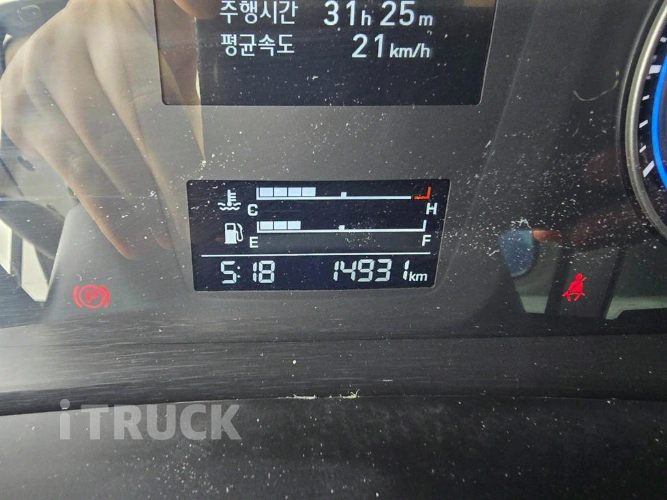 주행시간 31h 25m
평균속도 21km/h
C H
E F
5:18 14931km
P
iTRUCK